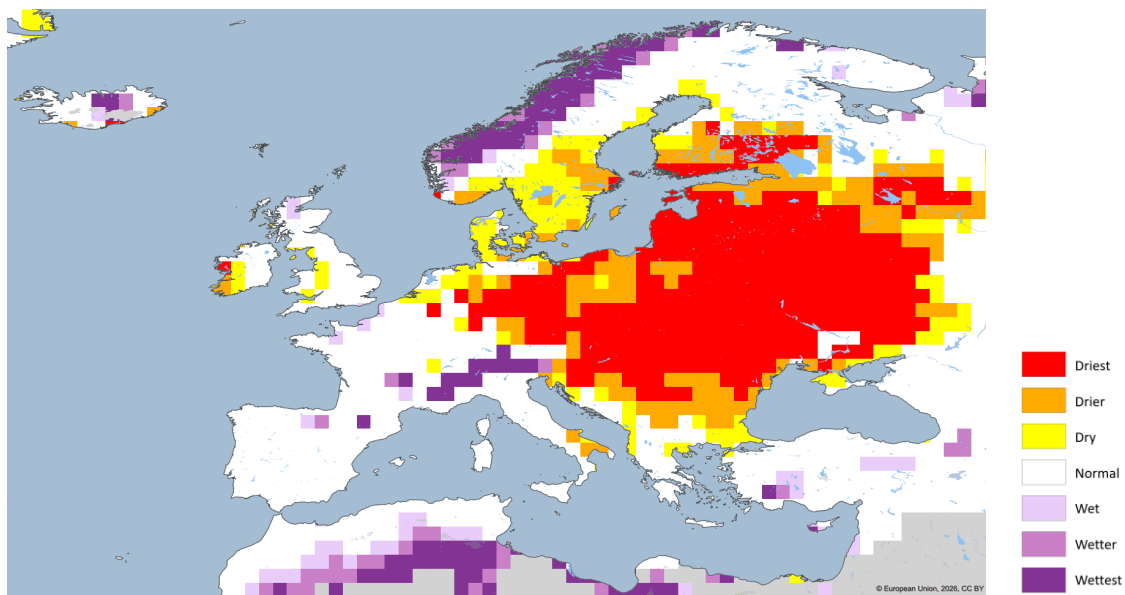 Driest
Drier
Dry
Normal
Wet
Wetter
Wettest
© European Union, 2026, CC BY